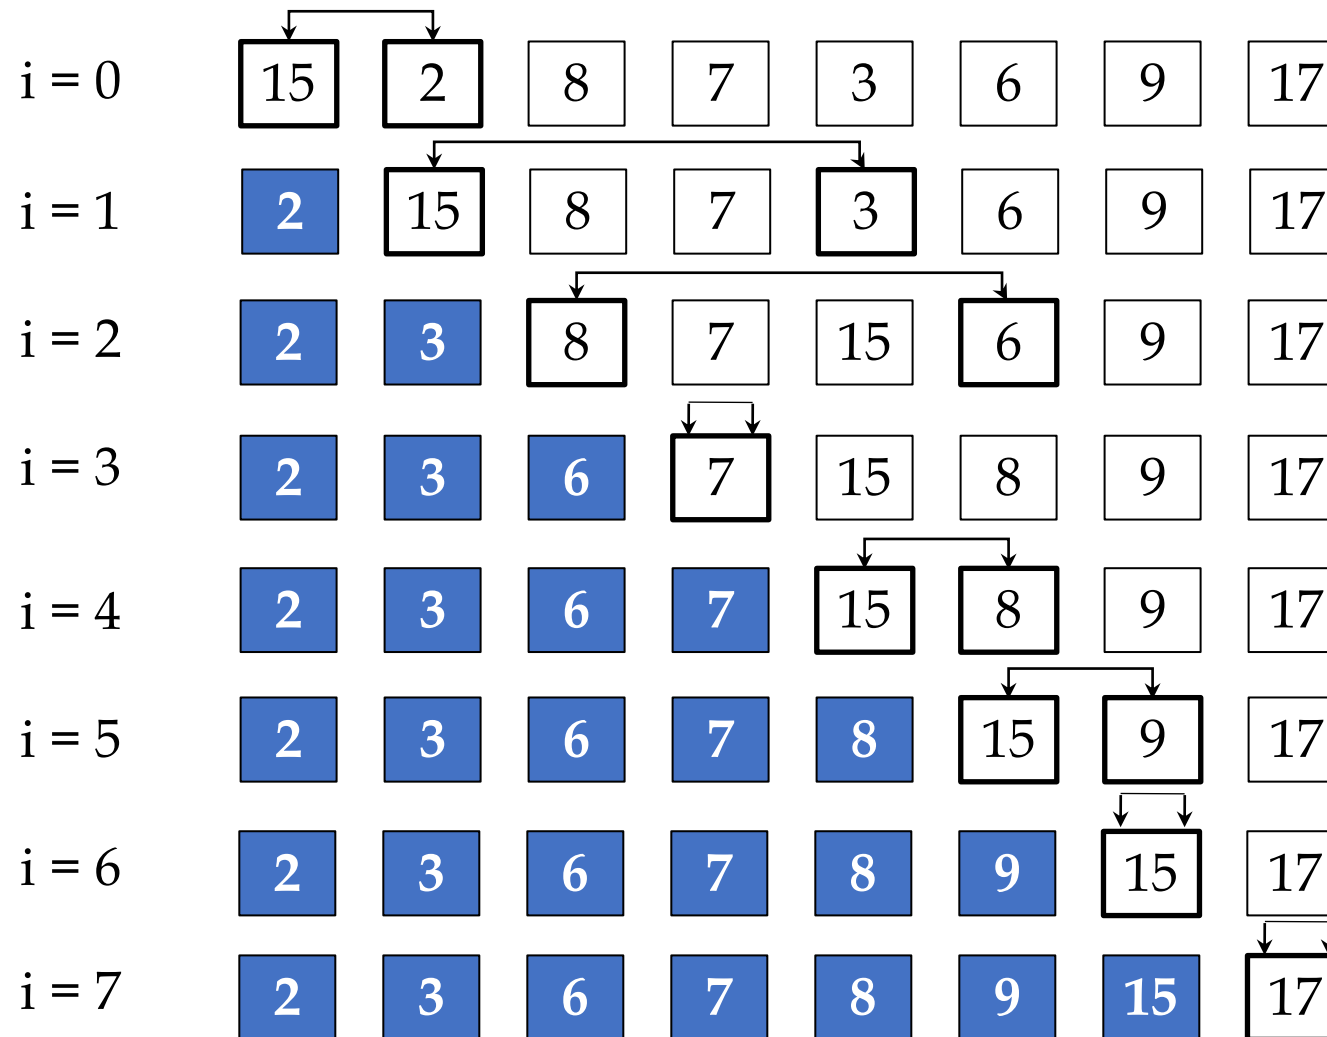 i = 0 15 2 8 7 3 6 9 17
i = 1 2 15 8 7 3 6 9 17
i = 2 2 3 8 7 15 6 9 17
i = 3 2 3 6 7 15 8 9 17
i = 4 2 3 6 7 15 8 9 17
i = 5 2 3 6 7 8 15 9 17
i = 6 2 3 6 7 8 9 15 17
i = 7 2 3 6 7 8 9 15 17